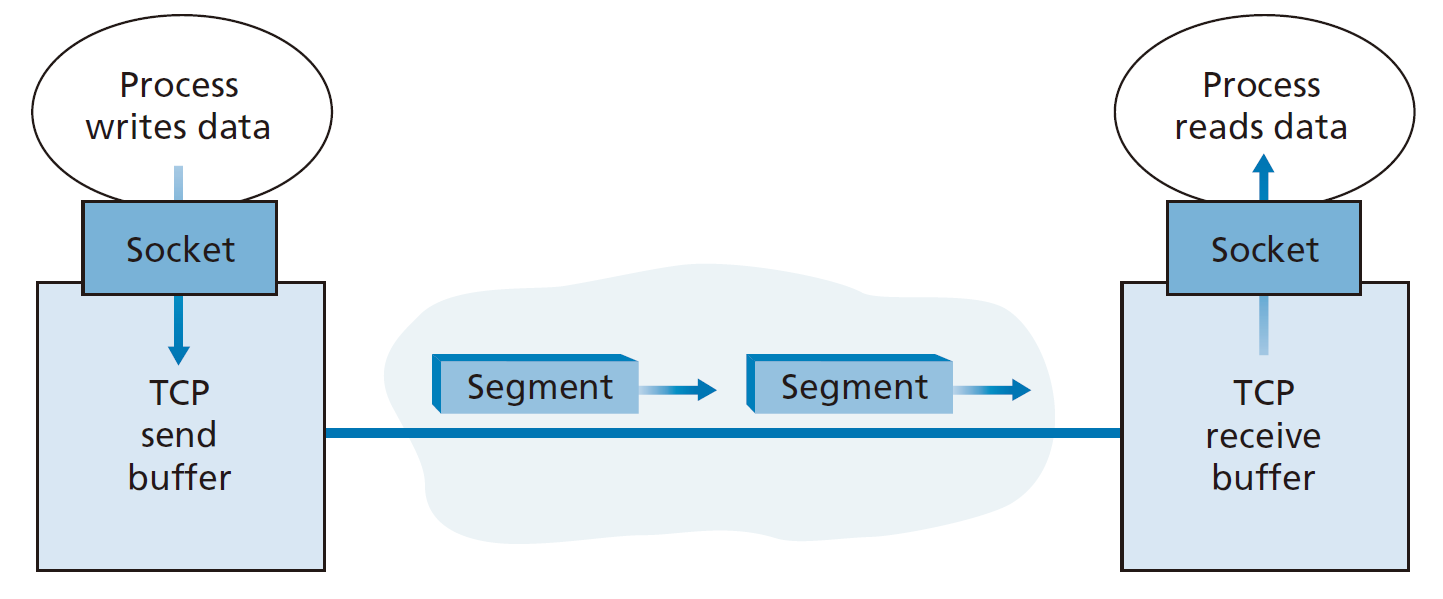 Process
writes data
Socket
TCP
send
buffer
Segment
Segment
Process
reads data
Socket
TCP
receive
buffer